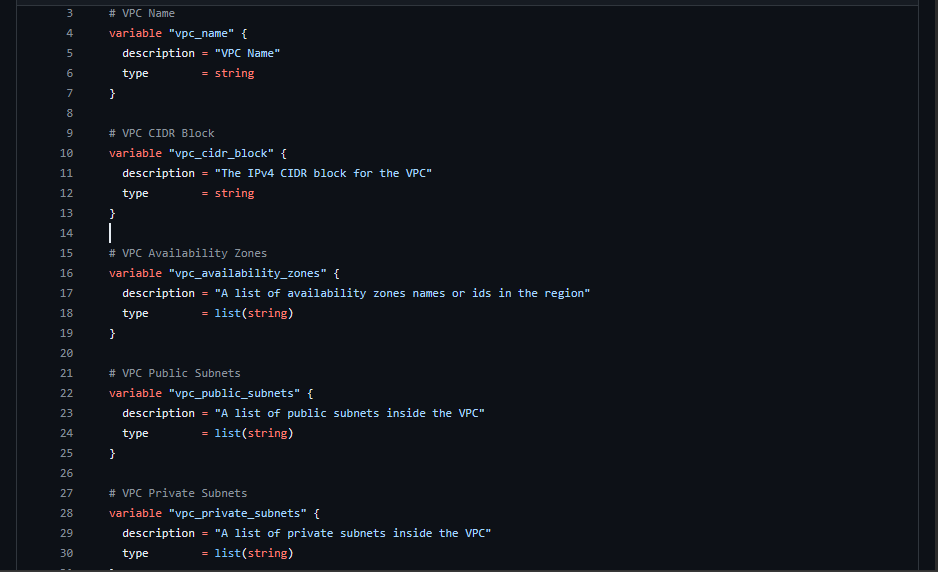 3 # VPC Name
4 variable "vpc_name" {
5   description = "VPC Name"
6   type        = string
7 }
8
9 # VPC CIDR Block
10 variable "vpc_cidr_block" {
11   description = "The IPv4 CIDR block for the VPC"
12   type        = string
13 }
14
15 # VPC Availability Zones
16 variable "vpc_availability_zones" {
17   description = "A list of availability zones names or ids in the region"
18   type        = list(string)
19 }
20
21 # VPC Public Subnets
22 variable "vpc_public_subnets" {
23   description = "A list of public subnets inside the VPC"
24   type        = list(string)
25 }
26
27 # VPC Private Subnets
28 variable "vpc_private_subnets" {
29   description = "A list of private subnets inside the VPC"
30   type        = list(string)